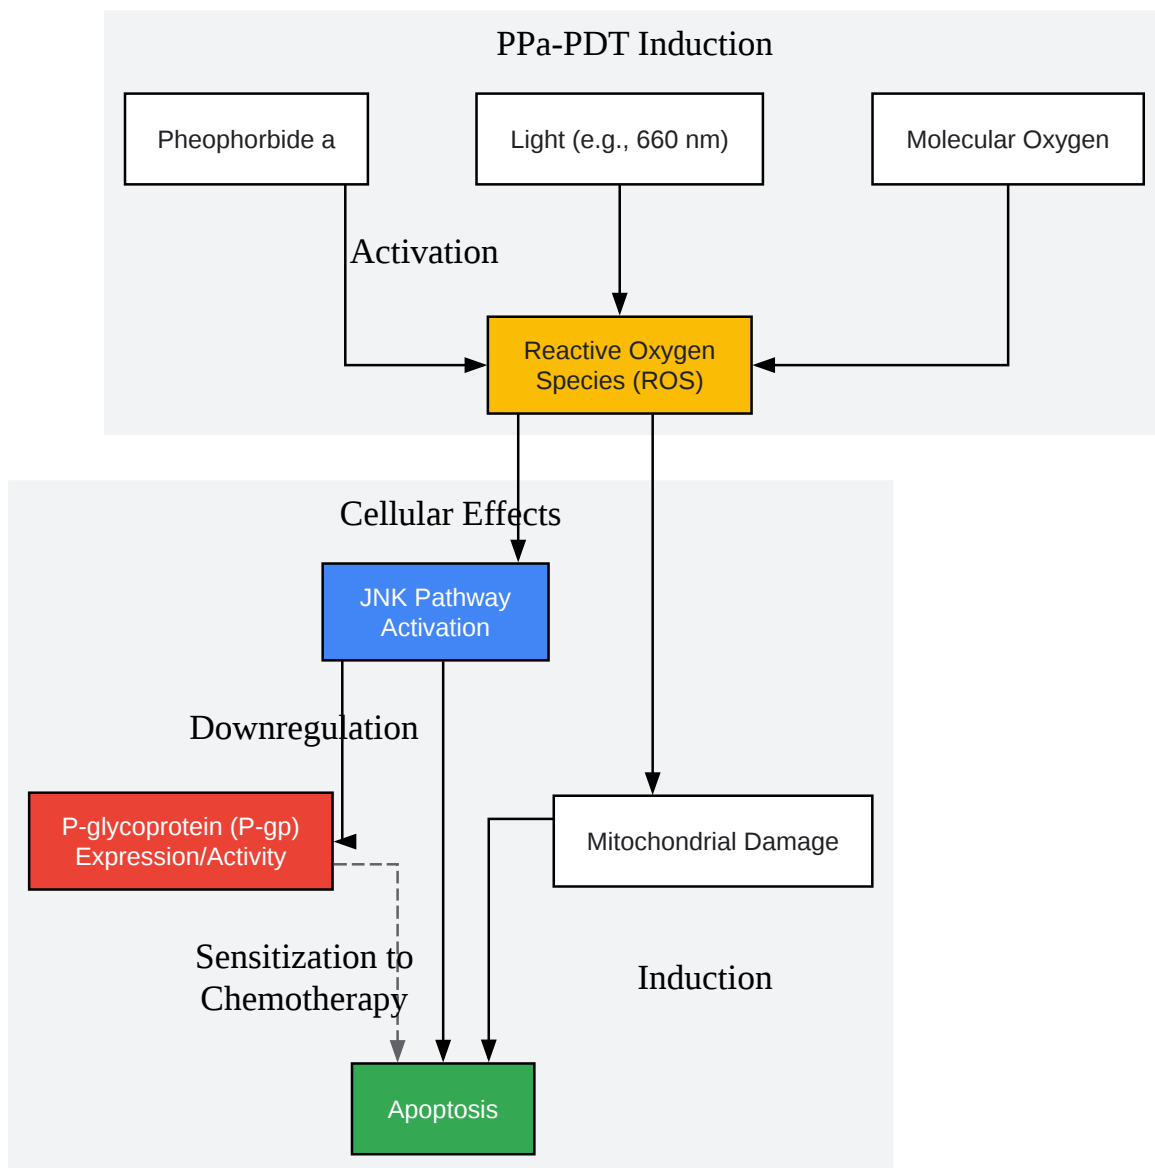 PPa-PDT Induction
Pheophorbide a
Light (e.g., 660 nm)
Molecular Oxygen
Activation
Reactive Oxygen
Species (ROS)
Cellular Effects
JNK Pathway
Activation
Downregulation
P-glycoprotein (P-gp)
Expression/Activity
Mitochondrial Damage
Sensitization to
Chemotherapy
Induction
Apoptosis